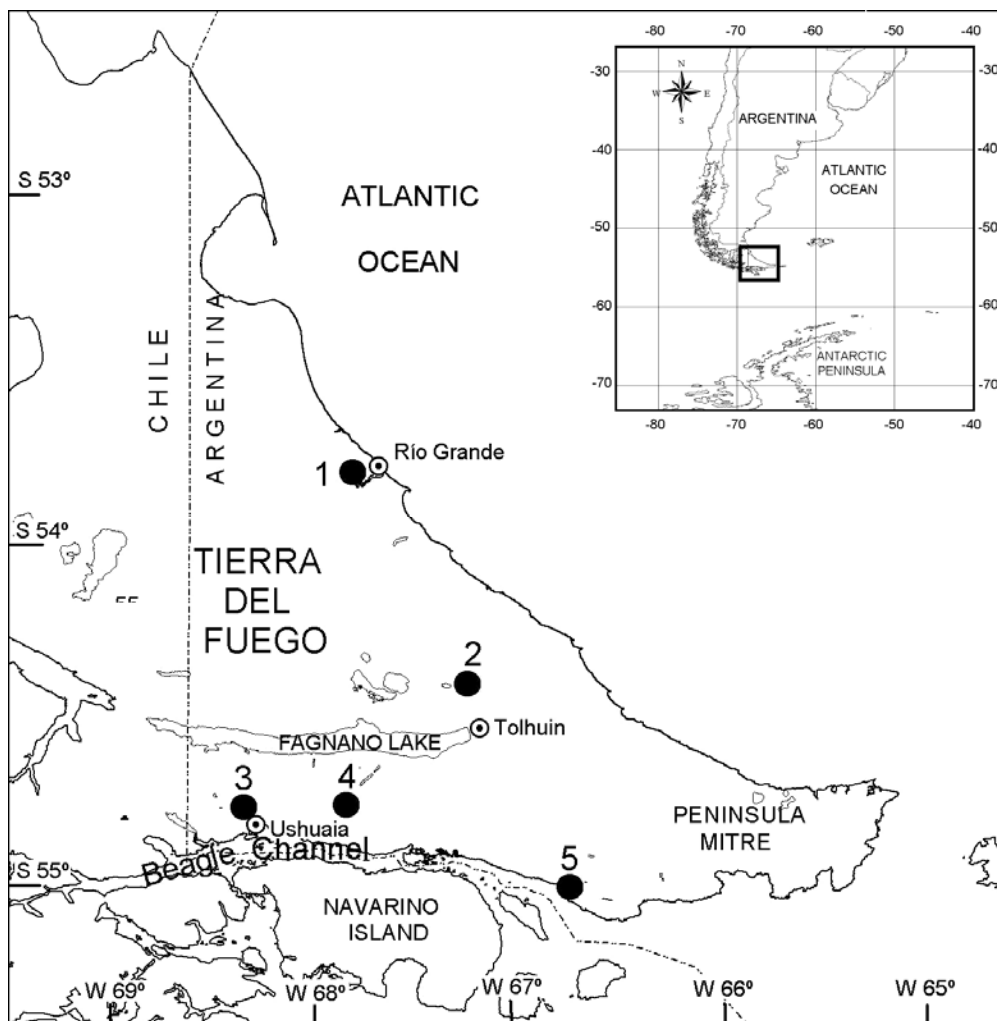 S 53º
ATLANTIC
OCEAN
CHILE
ARGENTINA
1
Río Grande
S 54º
TIERRA
DEL
FUEGO
2
FAGNANO LAKE
Tolhuin
3
4
Ushuaia
Beagle Channel
PENINSULA
MITRE
5
S 55º
NAVARINO
ISLAND
W 69º
W 68º
W 67º
W 66º
W 65º
-80
-70
-60
-50
-40
-30
-30
N
W E
S
ARGENTINA
-40
-40
ATLANTIC
OCEAN
-50
-50
-60
-60
ANTARCTIC
PENINSULA
-70
-70
-80
-70
-60
-50
-40